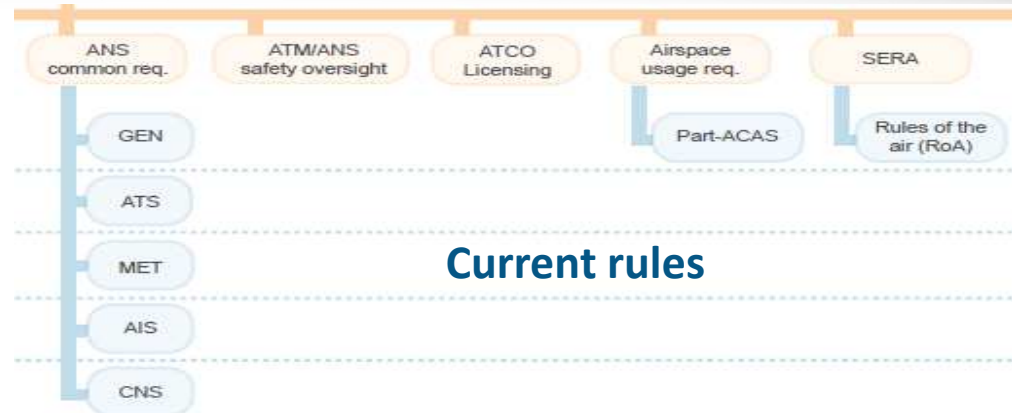 ANS
common req.
ATM/ANS
safety oversight
ATCO
Licensing
Airspace
usage req.
SERA
GEN
Part-ACAS
Rules of the
air (RoA)
ATS
MET
Current rules
AIS
CNS